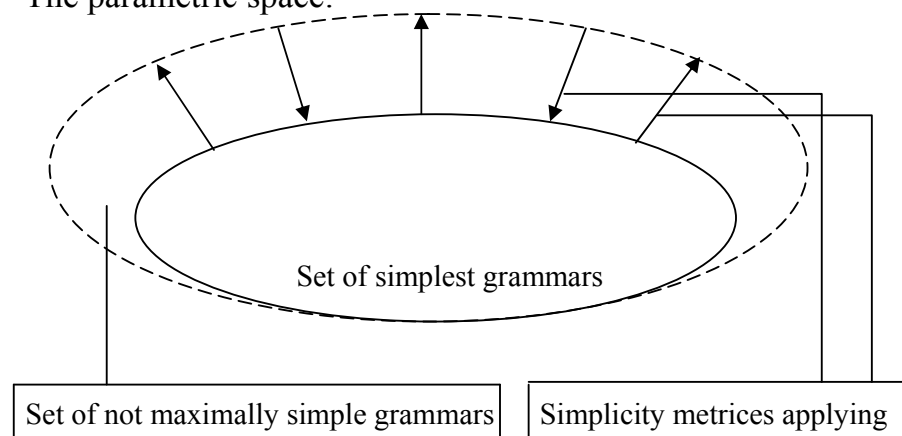 The parametric space:
Set of simplest grammars
Set of not maximally simple grammars
Simplicity metrices applying